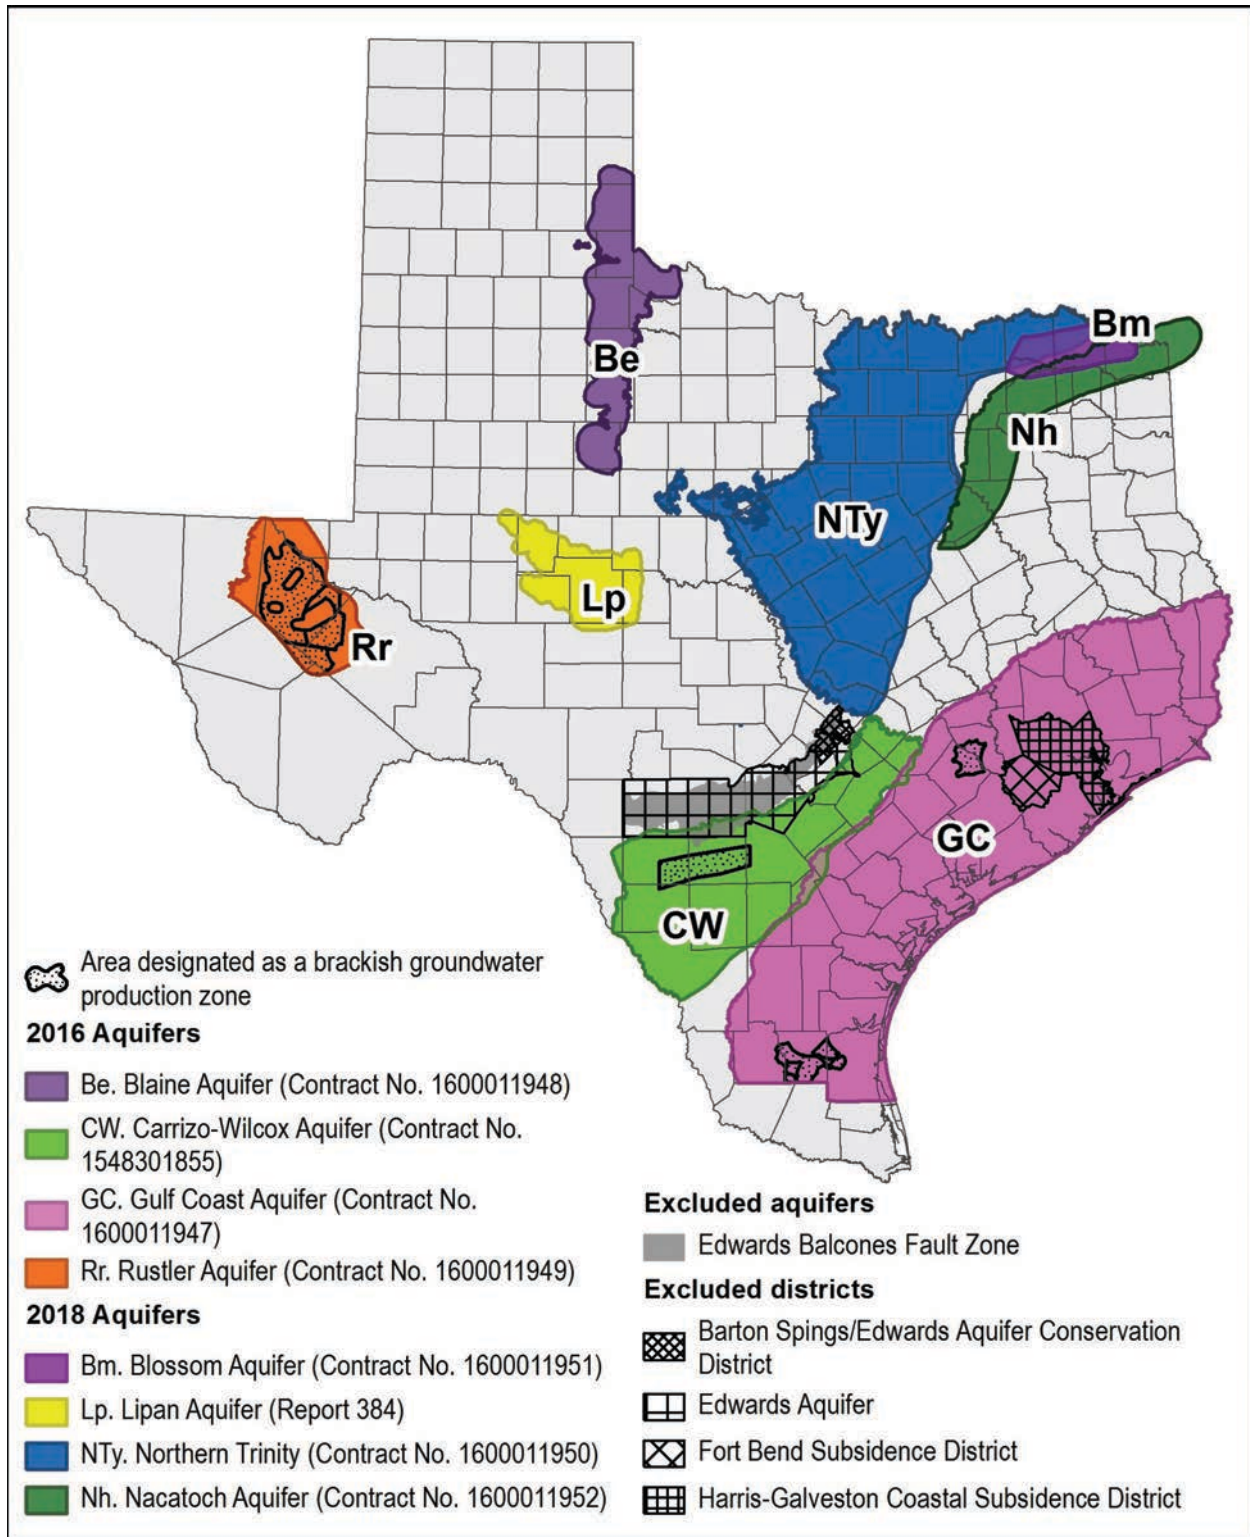 Be
Bm
Nh
NTy
Lp
Rr
GC
CW
Area designated as a brackish groundwater
production zone
2016 Aquifers
Be. Blaine Aquifer (Contract No. 1600011948)
CW. Carrizo-Wilcox Aquifer (Contract No.
1548301855)
GC. Gulf Coast Aquifer (Contract No.
1600011947)
Rr. Rustler Aquifer (Contract No. 1600011949)
2018 Aquifers
Bm. Blossom Aquifer (Contract No. 1600011951)
Lp. Lipan Aquifer (Report 384)
NTy. Northern Trinity (Contract No. 1600011950)
Nh. Nacatoch Aquifer (Contract No. 1600011952)
Excluded aquifers
Edwards Balcones Fault Zone
Excluded districts
Barton Spings/Edwards Aquifer Conservation
District
Edwards Aquifer
Fort Bend Subsidence District
Harris-Galveston Coastal Subsidence District